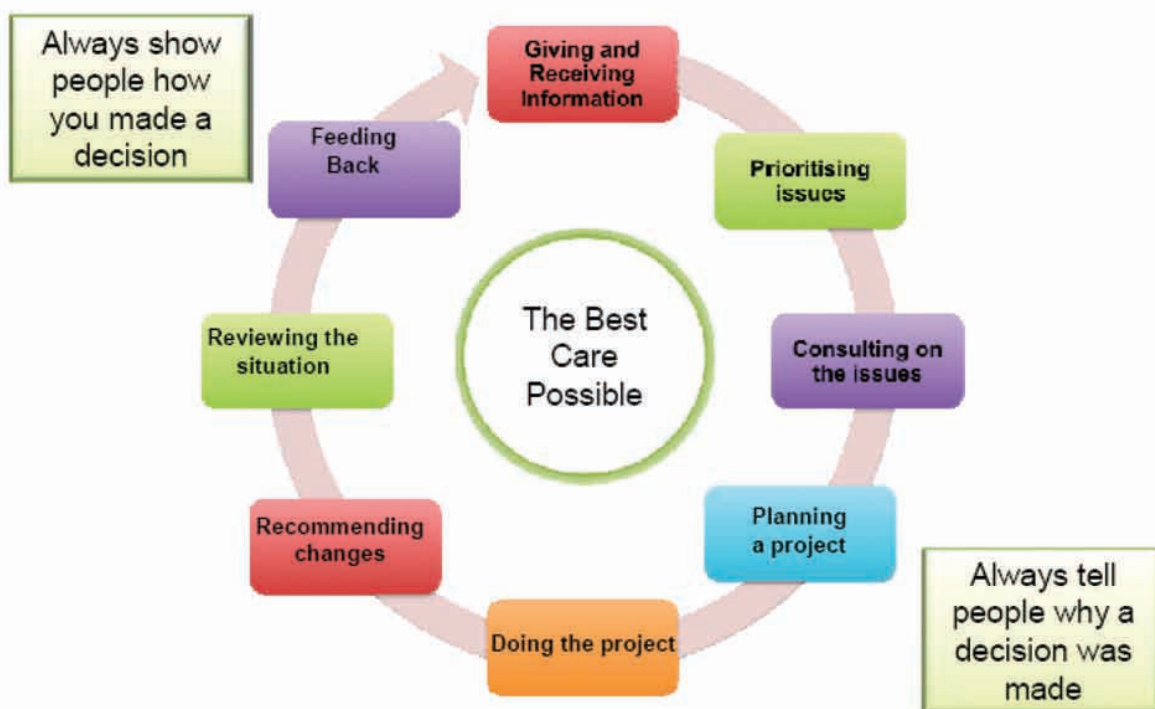 Always show
people how
you made a
decision
Giving and
Receiving
Information
Prioritising
issues
Consulting on
the issues
Planning
a project
Doing the project
Recommending
changes
Reviewing the
situation
Feeding
Back
The Best
Care
Possible
Always tell
people why a
decision was
made